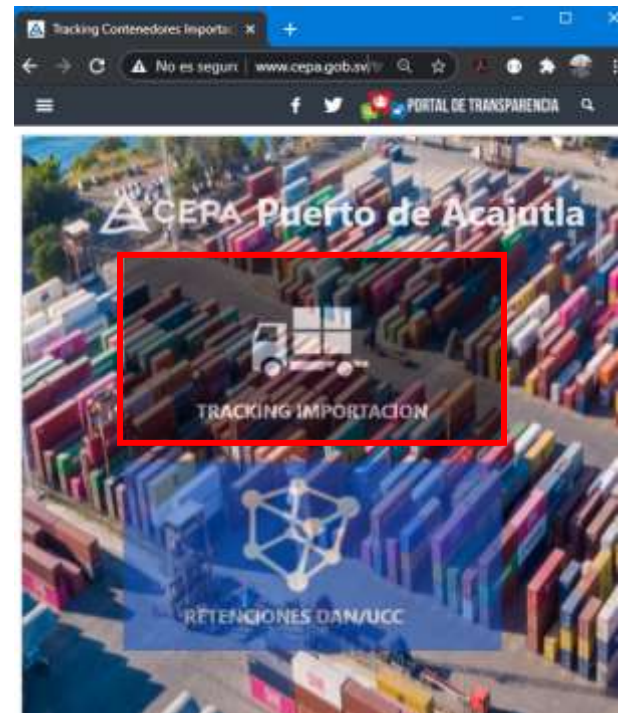 Tracking Contenedores Importac
No es seguro www.cepa.gob.sv/
PORTAL DE TRANSPARENCIA
CEPA Puerto de Acajutla
TRACKING IMPORTACION
RETENCIONES DAN/UCC